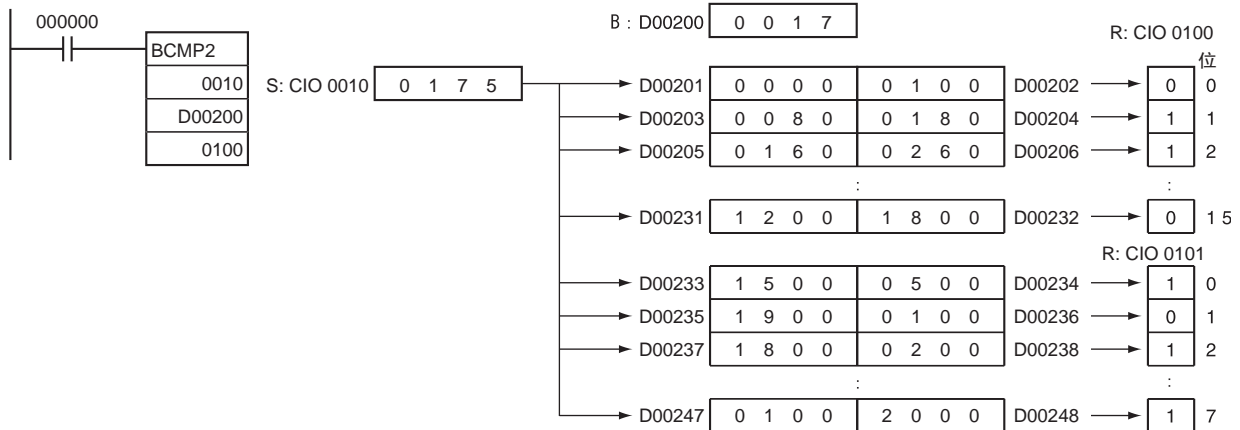 000000
BCMP2
0010
D00200
0100
B : D00200 0 0 1 7
R: CIO 0100
位
S: CIO 0010 0 1 7 5
D00201 0 0 0 0 0 1 0 0 D00202 0 0
D00203 0 0 8 0 0 1 8 0 D00204 1 1
D00205 0 1 6 0 0 2 6 0 D00206 1 2
: :
D00231 1 2 0 0 1 8 0 0 D00232 0 1 5
R: CIO 0101
D00233 1 5 0 0 0 5 0 0 D00234 1 0
D00235 1 9 0 0 0 1 0 0 D00236 0 1
D00237 1 8 0 0 0 2 0 0 D00238 1 2
: :
D00247 0 1 0 0 2 0 0 0 D00248 1 7